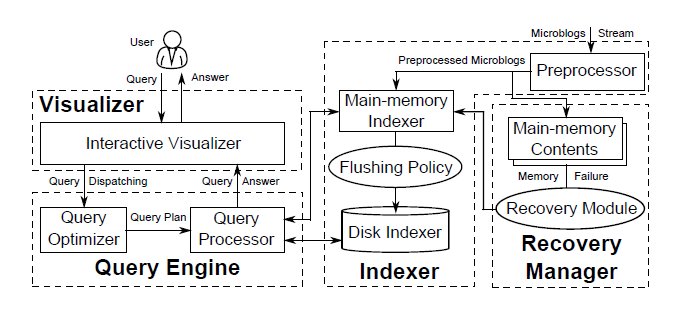 User
Query
Answer
Visualizer
Interactive Visualizer
Query Dispatching
Query Answer
Query
Optimizer
Query Plan
Query
Processor
Query Engine
Microblogs Stream
Preprocessed Microblogs
Preprocessor
Main-memory
Indexer
Flushing Policy
Disk Indexer
Indexer
Main-memory
Contents
Memory Failure
Recovery Module
Recovery
Manager